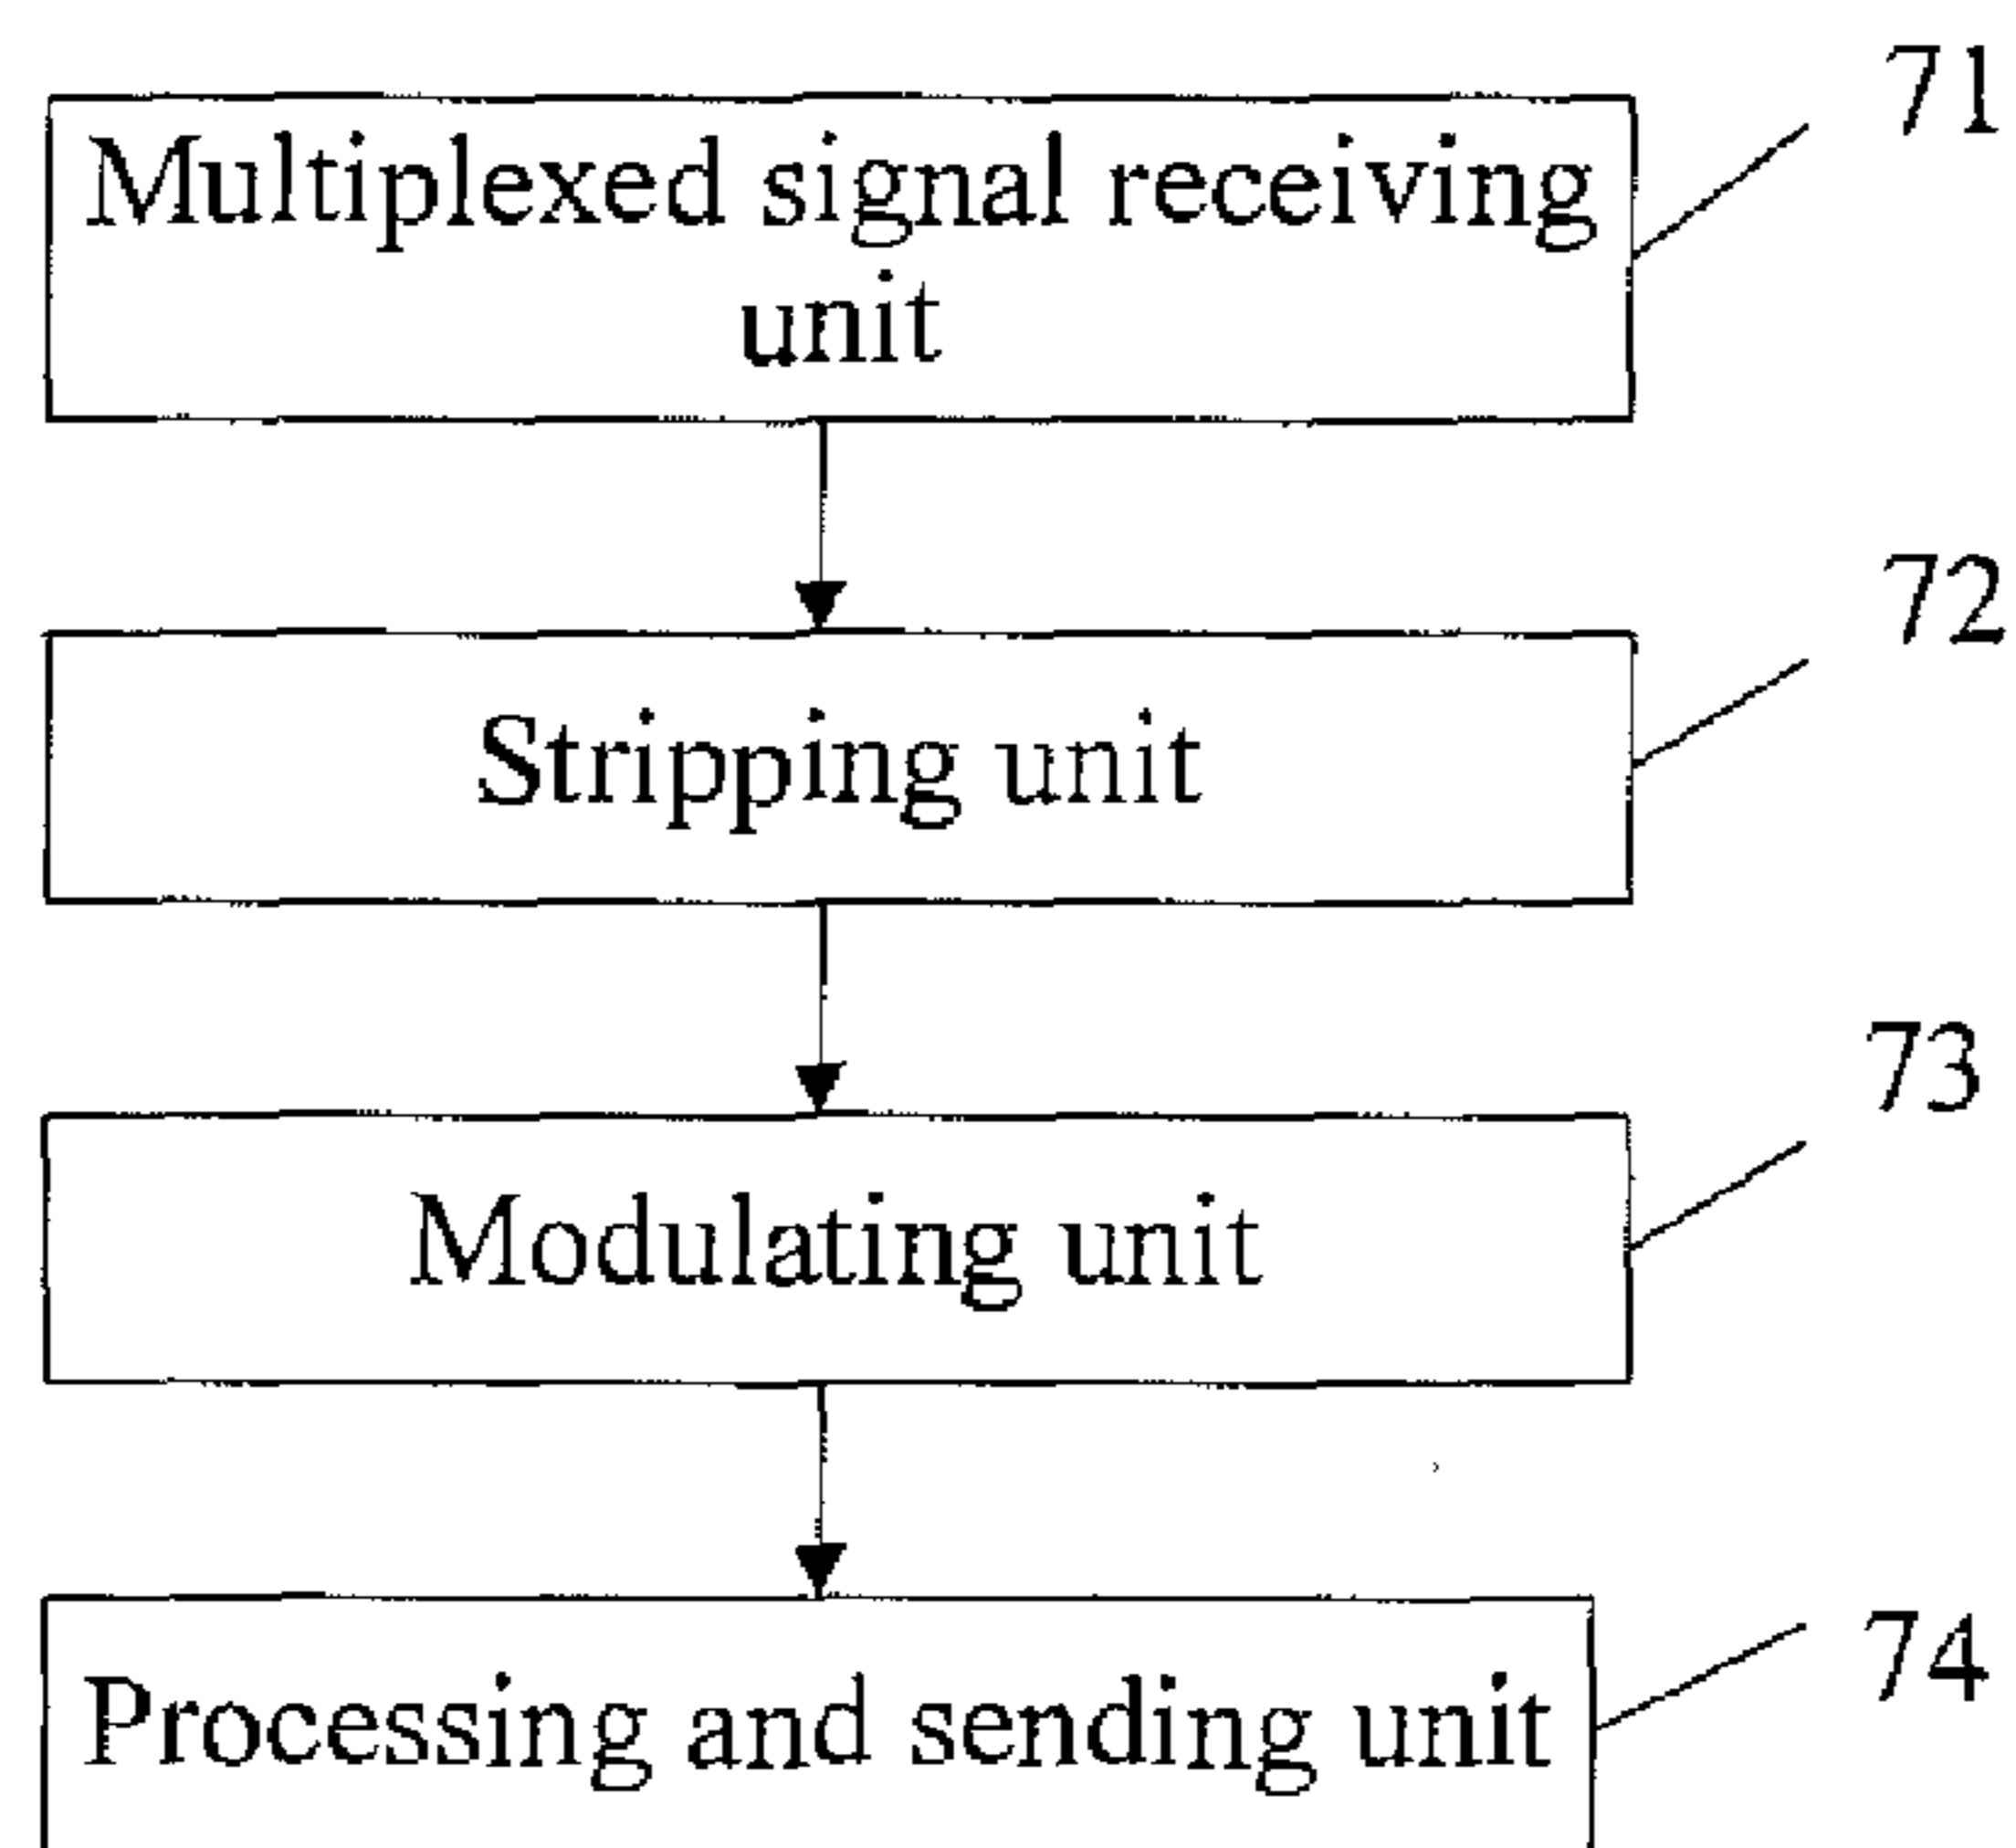 71
Multiplexed signal receiving
unit
72
Stripping unit
73
Modulating unit
74
Processing and sending unit